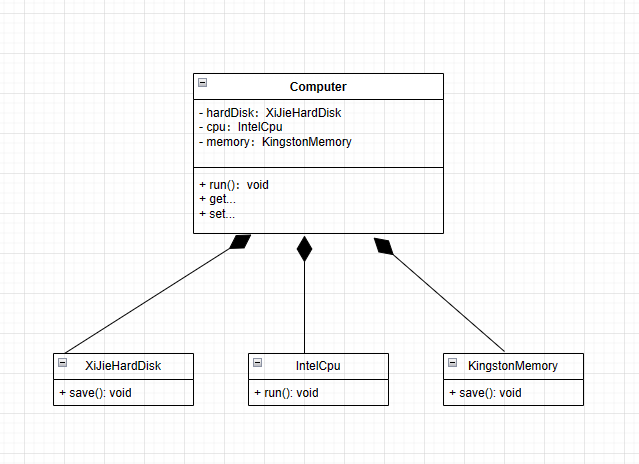 Computer
- hardDisk：XiJieHardDisk
- cpu：IntelCpu
- memory：KingstonMemory
+ run()：void
+ get...
+ set...
XiJieHardDisk
+ save(): void
IntelCpu
+ run(): void
KingstonMemory
+ save(): void